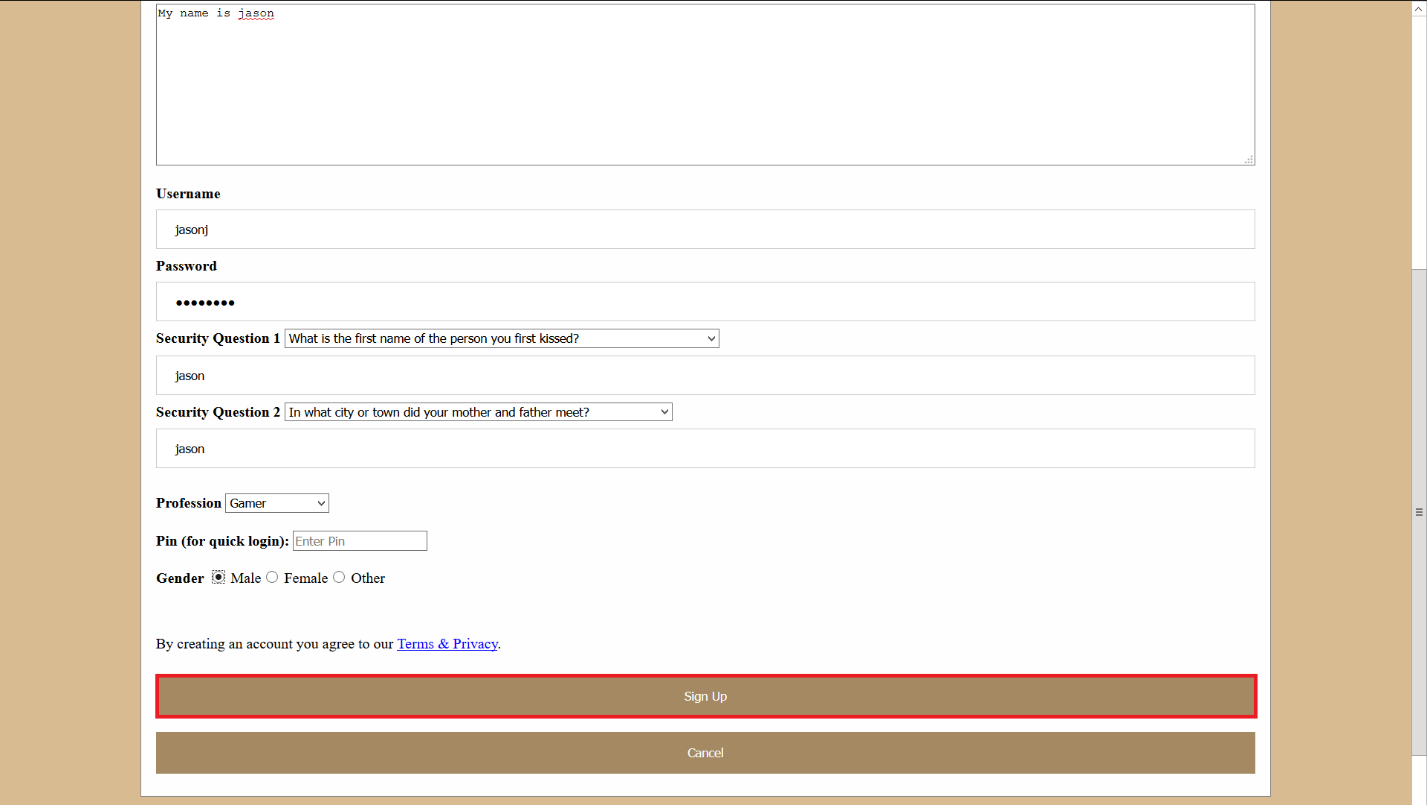 My name is jason
Username
jasonj
Password
••••••••
Security Question 1 What is the first name of the person you first kissed?
jason
Security Question 2 In what city or town did your mother and father meet?
jason
Profession Gamer
Pin (for quick login): Enter Pin
Gender Male Female Other
By creating an account you agree to our Terms & Privacy.
Sign Up
Cancel